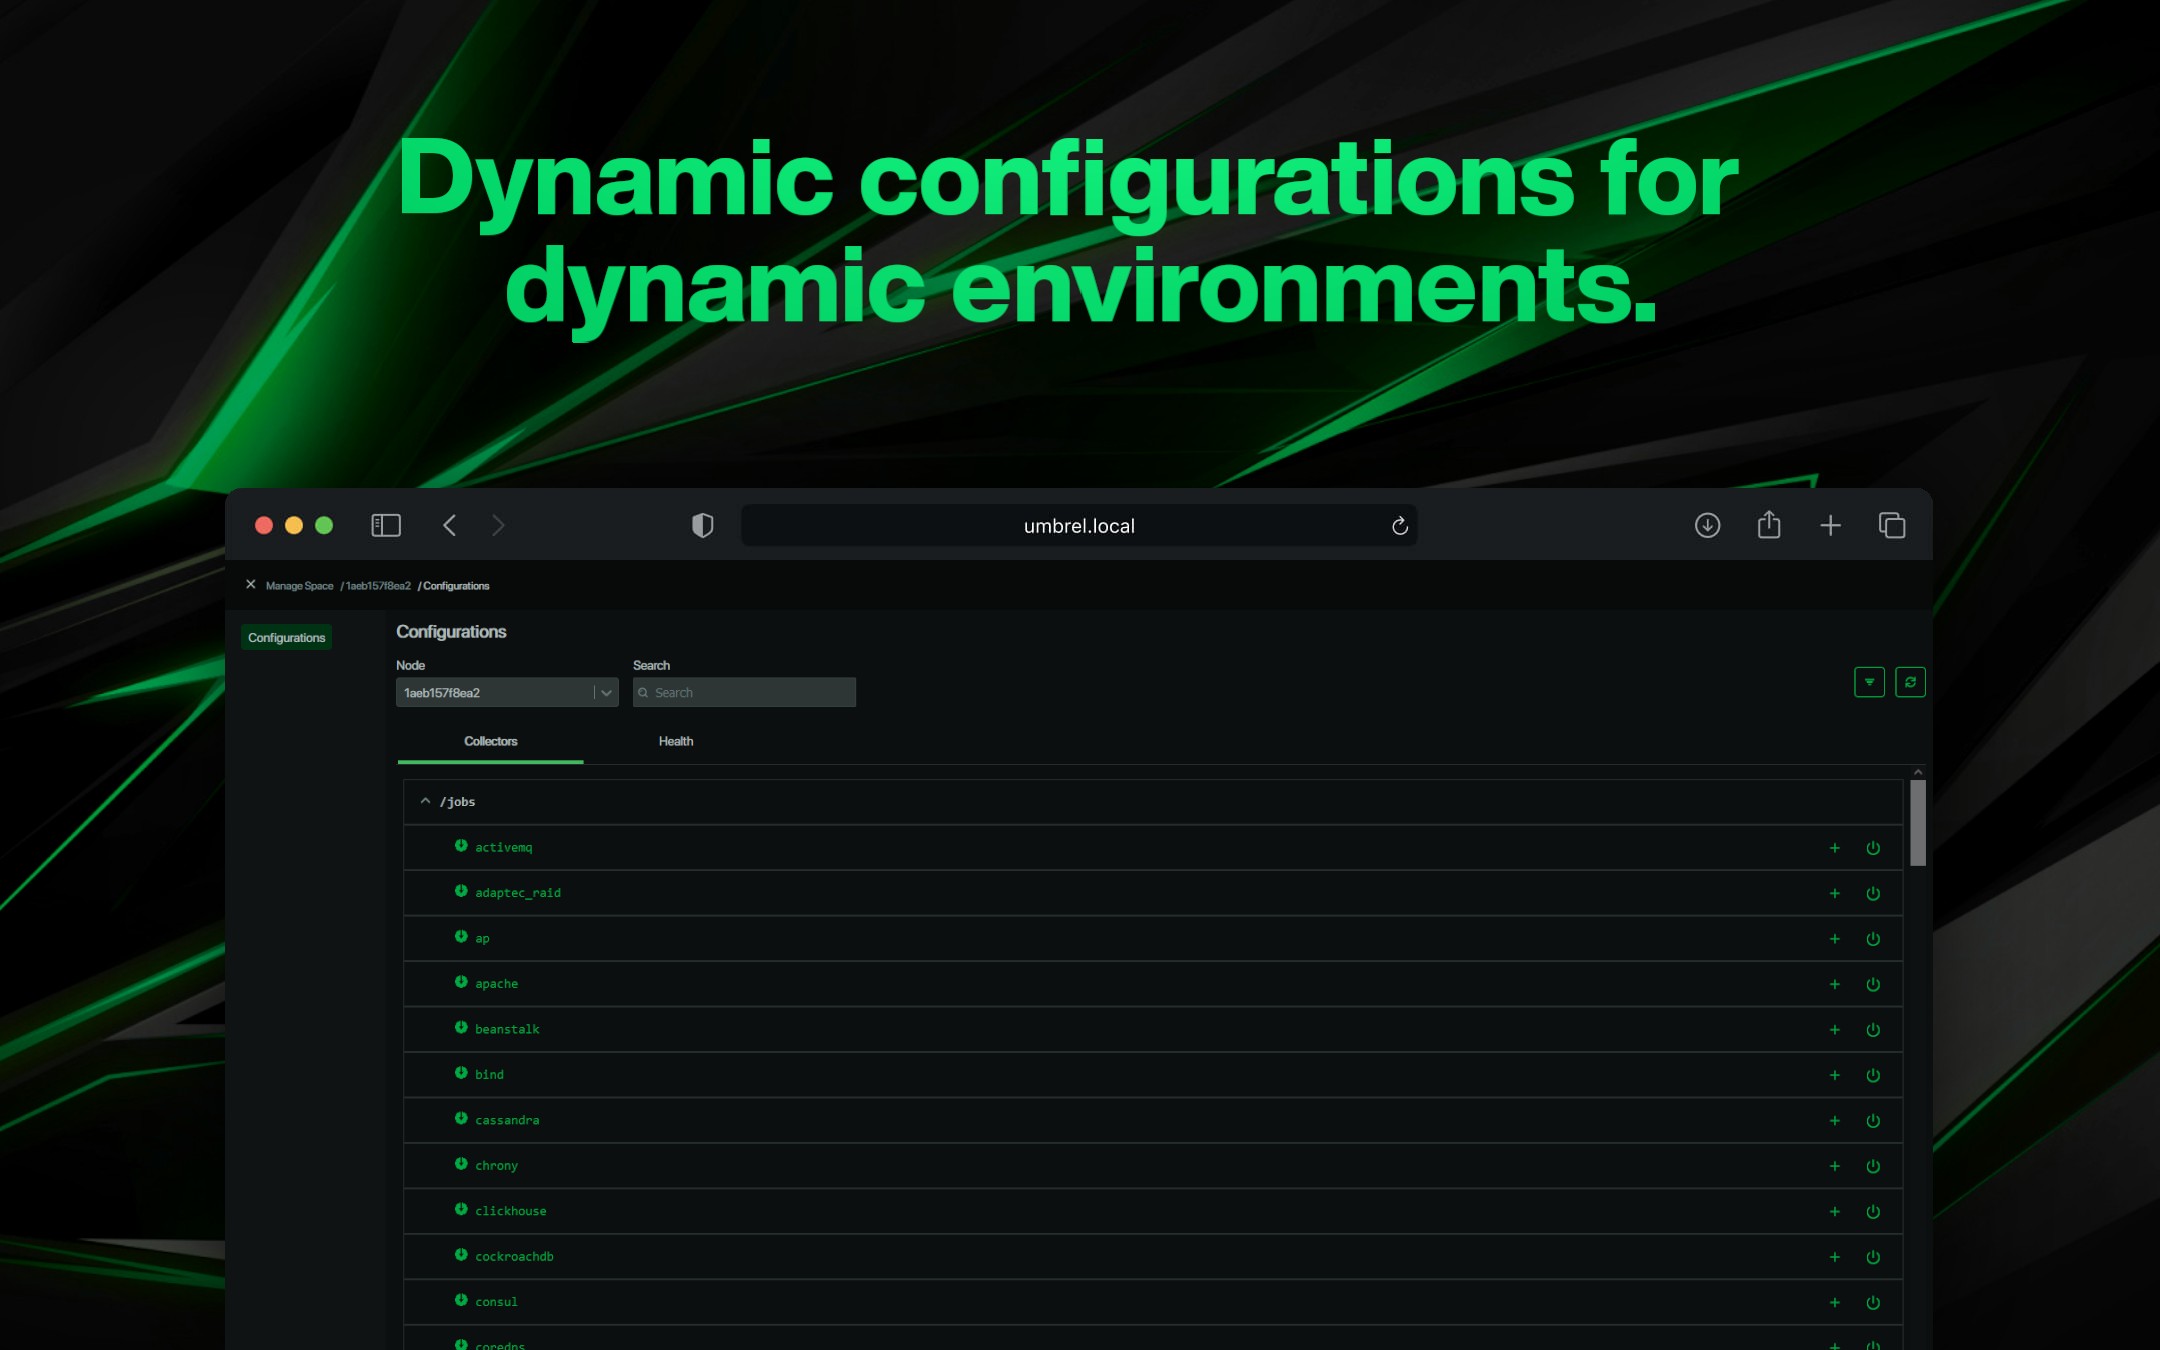 Dynamic configurations for
dynamic environments.
umbrel.local
Manage Space / 1aeb157f8ea2 / Configurations
Configurations
Configurations
Node
Search
1aeb157f8ea2
Search
Collectors
Health
/jobs
activemq
adaptec_raid
ap
apache
beanstalk
bind
cassandra
chrony
clickhouse
cockroachdb
consul
coredns